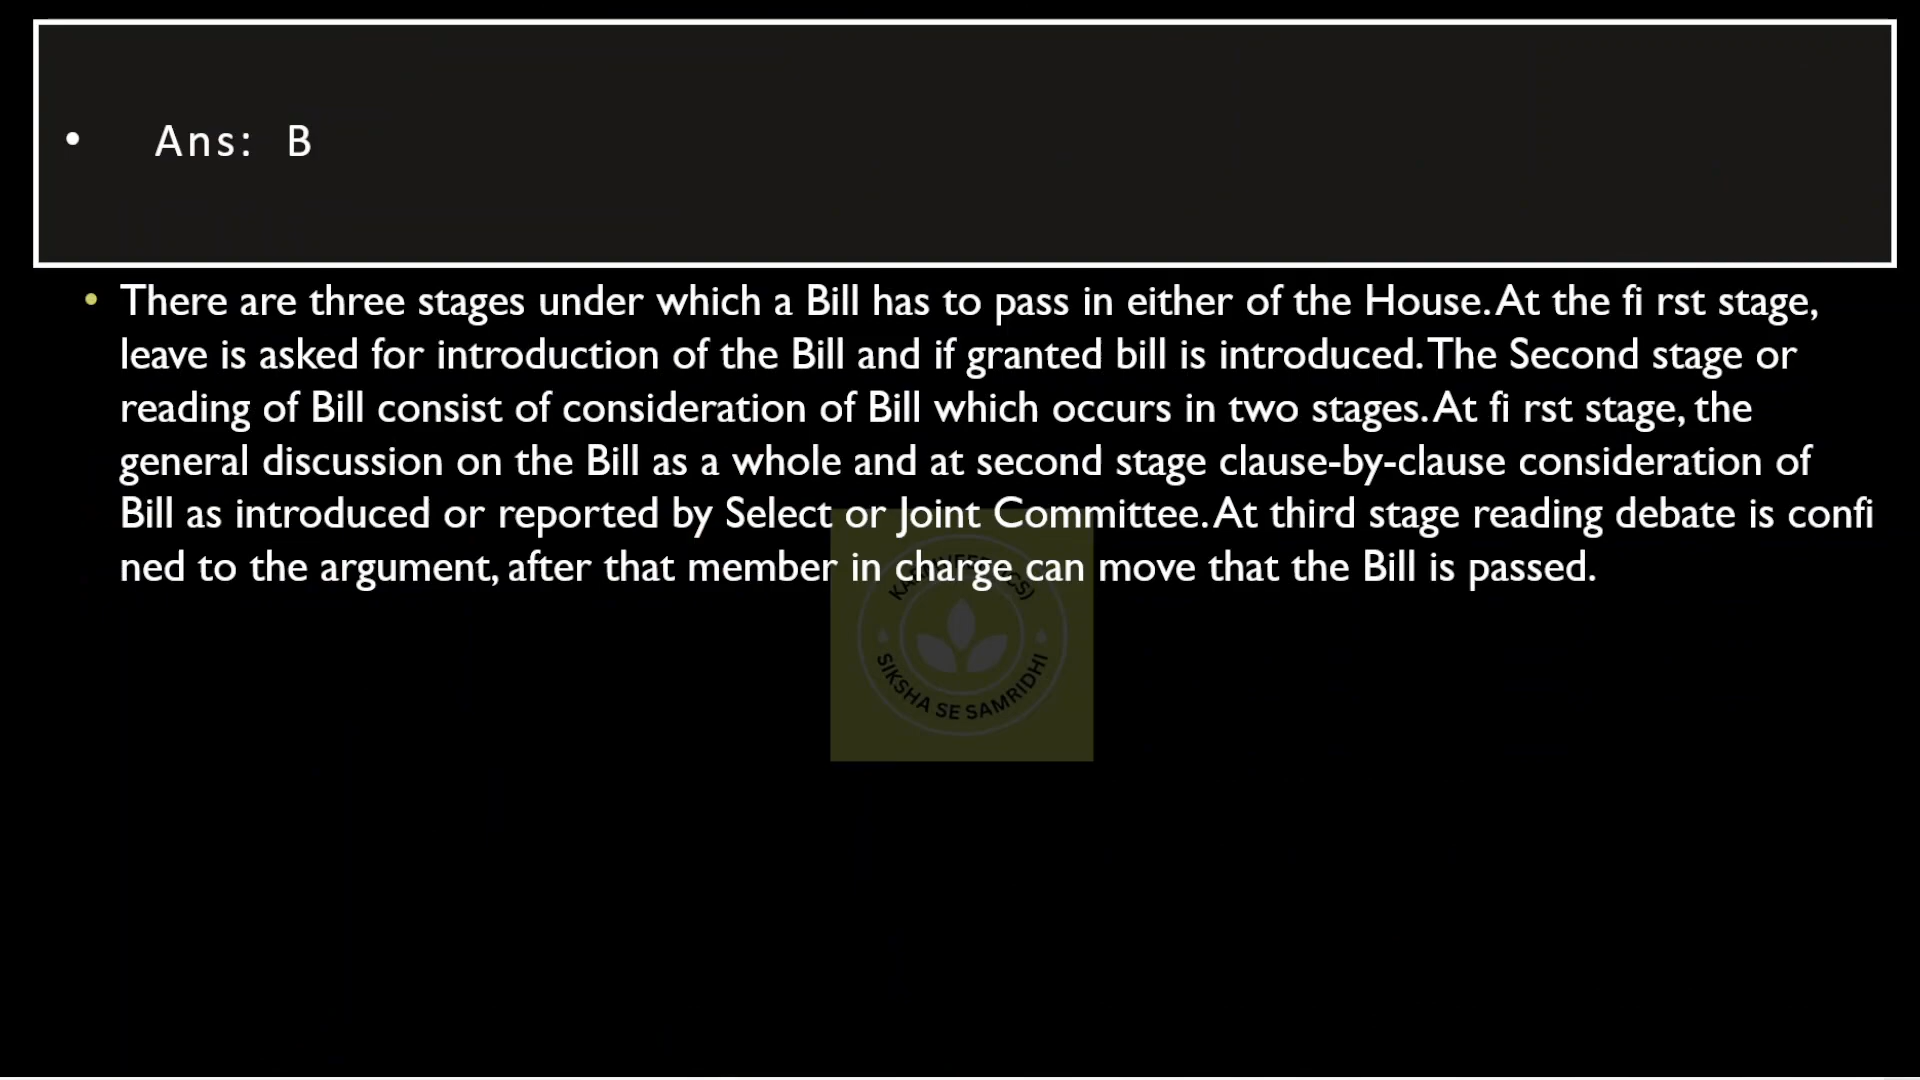 • Ans: B
• There are three stages under which a Bill has to pass in either of the House. At the fi rst stage,
leave is asked for introduction of the Bill and if granted bill is introduced. The Second stage or
reading of Bill consist of consideration of Bill which occurs in two stages. At fi rst stage, the
general discussion on the Bill as a whole and at second stage clause-by-clause consideration of
Bill as introduced or reported by Select or Joint Committee. At third stage reading debate is confi
ned to the argument, after that member in charge can move that the Bill is passed.
SIKSHA SE SAMRIDHI